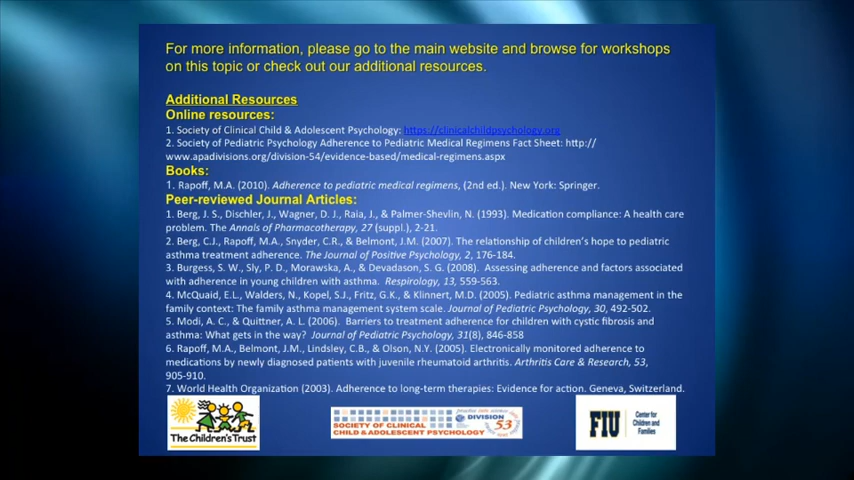 For more information, please go to the main website and browse for workshops
on this topic or check out our additional resources.
Additional Resources
Online resources:
1. Society of Clinical Child & Adolescent Psychology: https://clinicalchildpsychology.org
2. Society of Pediatric Psychology Adherence to Pediatric Medical Regimens Fact Sheet: http://
www.apadivisions.org/division-54/evidence-based/medical-regimens.aspx
Books:
1. Rapoff, M.A. (2010). Adherence to pediatric medical regimens, (2nd ed.). New York: Springer.
Peer-reviewed Journal Articles:
1. Berg, J. S., Dischler, J., Wagner, D. J., Raia, J., & Palmer-Shevlin, N. (1993). Medication compliance: A health care
problem. The Annals of Pharmacotherapy, 27 (suppl.), 2-21.
2. Berg, C.J., Rapoff, M.A., Snyder, C.R., & Belmont, J.M. (2007). The relationship of children's hope to pediatric
asthma treatment adherence. The Journal of Positive Psychology, 2, 176-184.
3. Burgess, S. W., Sly, P. D., Morawska, A., & Devadason, S. G. (2008). Assessing adherence and factors associated
with adherence in young children with asthma. Respirology, 13, 559-563.
4. McQuaid, E.L., Walders, N., Kopel, S.J., Fritz, G.K., & Klinnert, M.D. (2005). Pediatric asthma management in the
family context: The family asthma management system scale. Journal of Pediatric Psychology, 30, 492-502.
5. Modi, A. C., & Quittner, A. L. (2006). Barriers to treatment adherence for children with cystic fibrosis and
asthma: What gets in the way? Journal of Pediatric Psychology, 31(8), 846-858
6. Rapoff, M.A., Belmont, J.M., Lindsley, C.B., & Olson, N.Y. (2005). Electronically monitored adherence to
medications by newly diagnosed patients with juvenile rheumatoid arthritis. Arthritis Care & Research, 53,
905-910.
7. World Health Organization (2003). Adherence to long-term therapies: Evidence for action. Geneva, Switzerland.
The Children's Trust
SOCIETY OF CLINICAL
CHILD & ADOLESCENT PSYCHOLOGY
DIVISION
53
FIU
Center for
Children and
Families